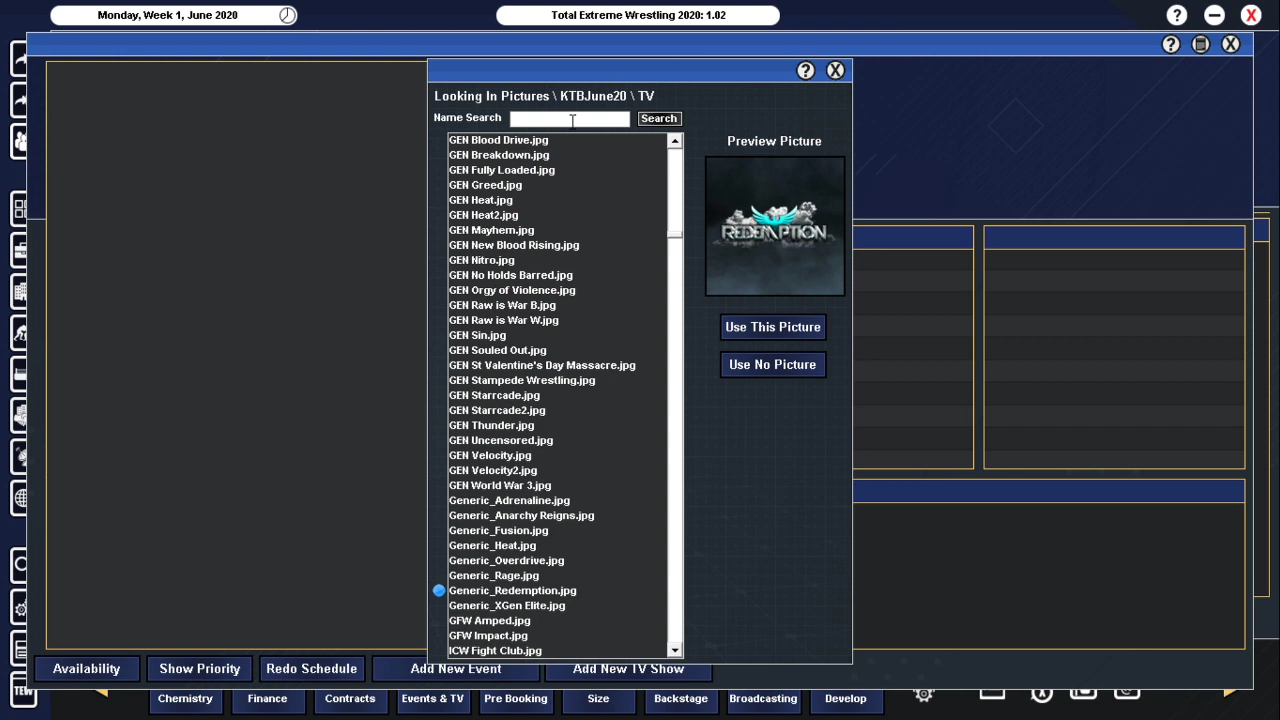 Monday, Week 1, June 2020
Total Extreme Wrestling 2020: 1.02
Looking In Pictures \ KTBJune20 \ TV
Name Search
Search
GEN Blood Drive.jpg
GEN Breakdown.jpg
GEN Fully Loaded.jpg
GEN Greed.jpg
GEN Heat.jpg
GEN Heat2.jpg
GEN Mayhem.jpg
GEN New Blood Rising.jpg
GEN Nitro.jpg
GEN No Holds Barred.jpg
GEN Orgy of Violence.jpg
GEN Raw is War B.jpg
GEN Raw is War W.jpg
GEN Sin.jpg
GEN Souled Out.jpg
GEN St Valentine's Day Massacre.jpg
GEN Stampede Wrestling.jpg
GEN Starrcade.jpg
GEN Starrcade2.jpg
GEN Thunder.jpg
GEN Uncensored.jpg
GEN Velocity.jpg
GEN Velocity2.jpg
GEN World War 3.jpg
Generic_Adrenaline.jpg
Generic_Anarchy Reigns.jpg
Generic_Fusion.jpg
Generic_Heat.jpg
Generic_Overdrive.jpg
Generic_Rage.jpg
Generic_Redemption.jpg
Generic_XGen Elite.jpg
GFW Amped.jpg
GFW Impact.jpg
ICW Fight Club.jpg
Preview Picture
REDEMPTION
Use This Picture
Use No Picture
Availability
Show Priority
Redo Schedule
Add New Event
Add New TV Show
TEW
Chemistry
Finance
Contracts
Events & TV
Pre Booking
Size
Backstage
Broadcasting
Develop